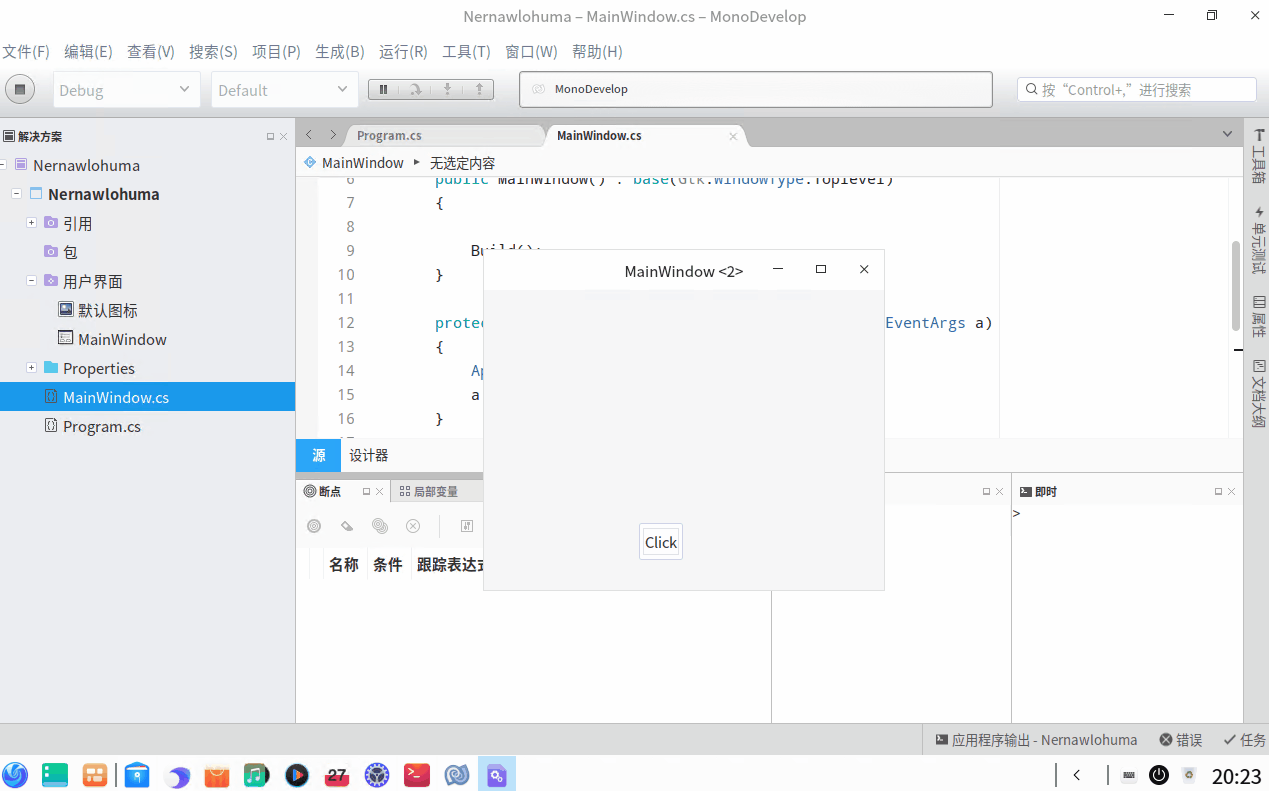 Nernawlohuma – MainWindow.cs – MonoDevelop
文件(F) 编辑(E) 查看(V) 搜索(S) 项目(P) 生成(B) 运行(R) 工具(T) 窗口(W) 帮助(H)
Debug Default MonoDevelop 按“Control+,”进行搜索
解决方案
Nernawlohuma
Nernawlohuma
引用
包
用户界面
默认图标
MainWindow
Properties
MainWindow.cs
Program.cs
Program.cs MainWindow.cs
MainWindow 无选定内容
6 public MainWindow() : base(Gtk.WindowType.Toplevel)
7 {
8
9 Build();
10 }
11
12 protec EventArgs a)
13 {
14 Ap
15 a
16 }
源 设计器
MainWindow <2>
Click
断点 局部变量
名称 条件 跟踪表达式
即时
>
工具箱
单元测试
属性
文档大纲
应用程序输出 - Nernawlohuma 错误 任务
27
20:23